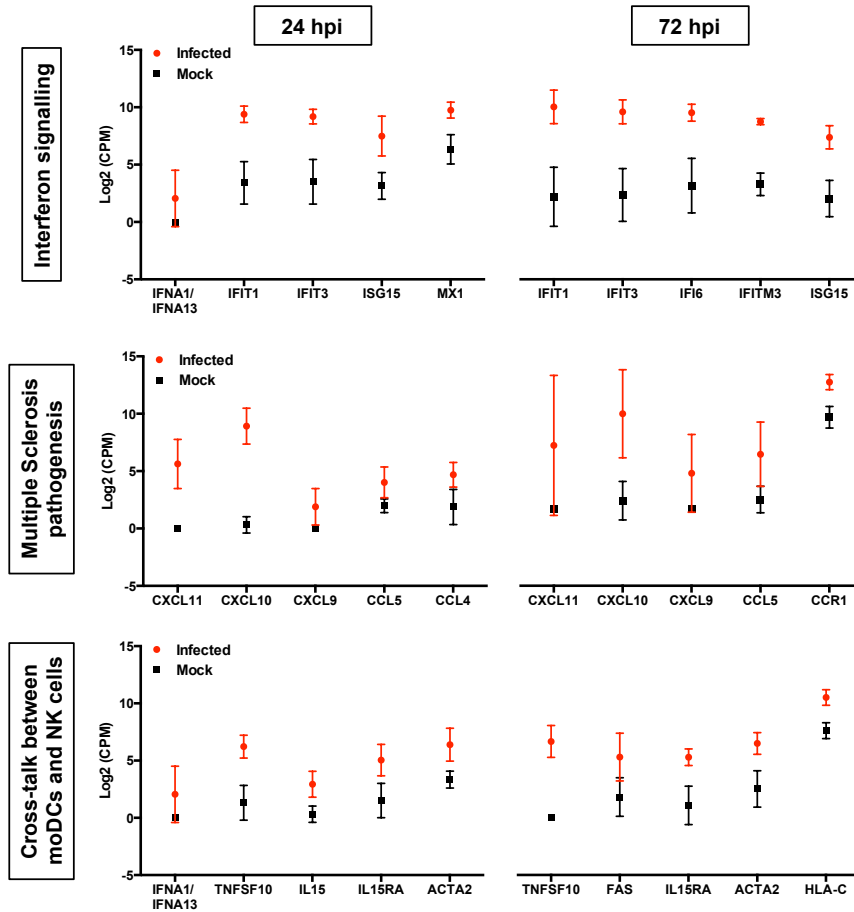 24 hpi
72 hpi
Interferon signalling
Log2 (CPM)
15
10
5
0
-5
Infected
Mock
IFNA1/
IFNA13
IFIT1
IFIT3
ISG15
MX1
IFIT1
IFIT3
IFI6
IFITM3
ISG15
Multiple Sclerosis
pathogenesis
Log2 (CPM)
15
10
5
0
-5
Infected
Mock
CXCL11
CXCL10
CXCL9
CCL5
CCL4
CXCL11
CXCL10
CXCL9
CCL5
CCR1
Cross-talk between
moDCs and NK cells
Log2 (CPM)
15
10
5
0
-5
Infected
Mock
IFNA1/
IFNA13
TNFSF10
IL15
IL15RA
ACTA2
TNFSF10
FAS
IL15RA
ACTA2
HLA-C